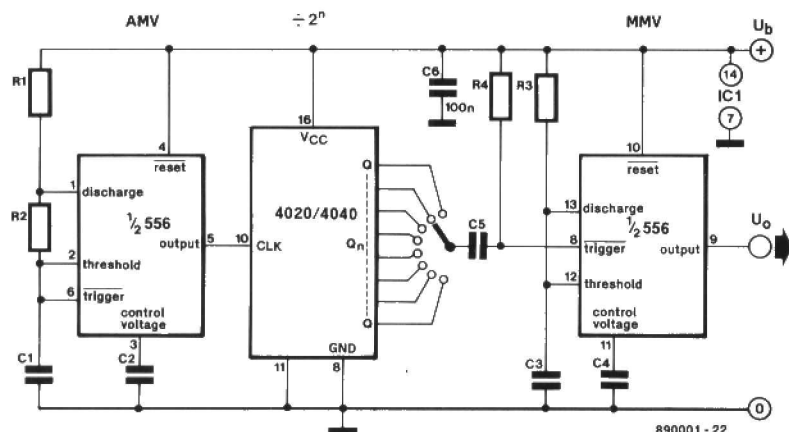 AMV
÷ 2ⁿ
MMV
Ub
+
R1
C6
100n
R4
R3
14
IC1
7
4
reset
16
VCC
10
reset
1
discharge
½ 556
output
5
R2
2
threshold
6
trigger
control
voltage
3
10
CLK
4020/4040
Q
Qn
Q
GND
11
8
C5
13
discharge
½ 556
8
trigger
output
9
Uo
12
threshold
control
voltage
11
C1
C2
C3
C4
0
890001 - 22